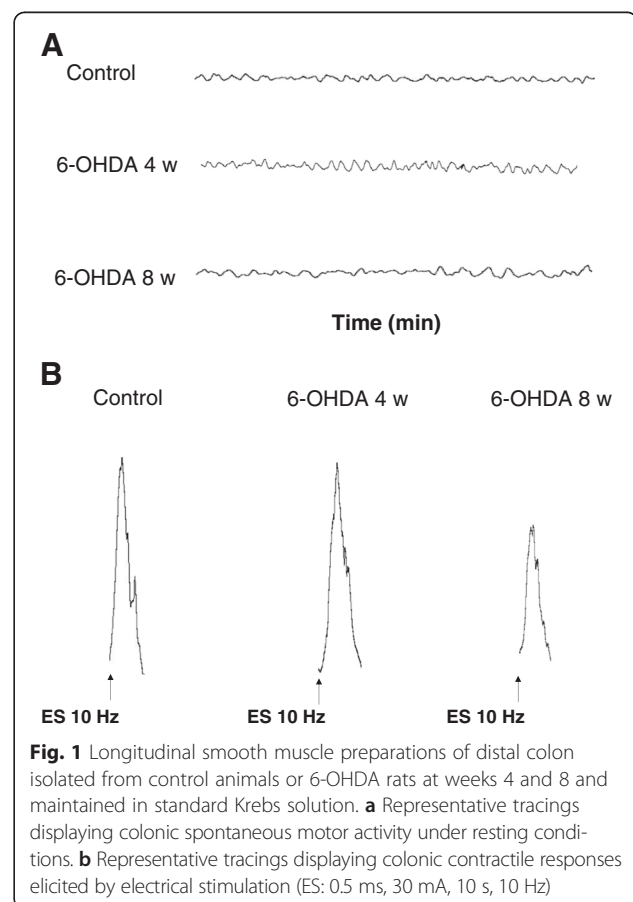 A
Control
6-OHDA 4 w
6-OHDA 8 w
Time (min)
B
Control 6-OHDA 4 w 6-OHDA 8 w
ES 10 Hz ES 10 Hz ES 10 Hz
Fig. 1 Longitudinal smooth muscle preparations of distal colon
isolated from control animals or 6-OHDA rats at weeks 4 and 8 and
maintained in standard Krebs solution. a Representative tracings
displaying colonic spontaneous motor activity under resting condi-
tions. b Representative tracings displaying colonic contractile responses
elicited by electrical stimulation (ES: 0.5 ms, 30 mA, 10 s, 10 Hz)